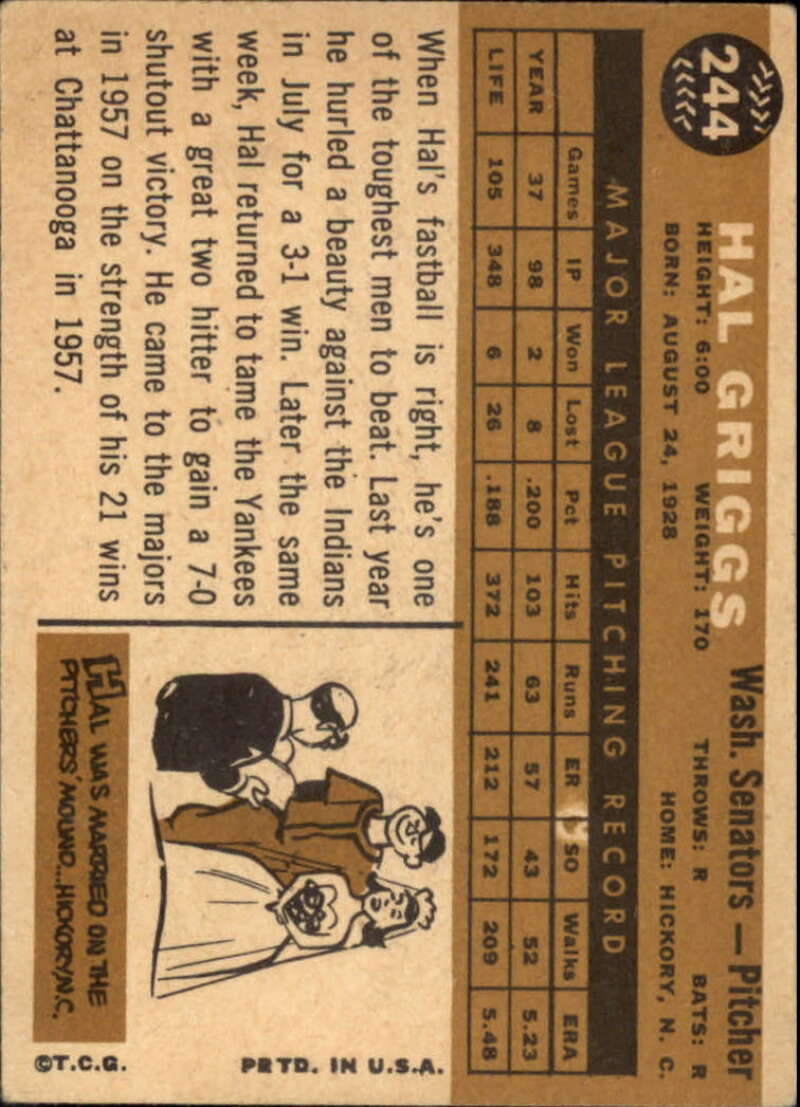 244
HAL GRIGGS
Wash. Senators — Pitcher
HEIGHT: 6:00 WEIGHT: 170 THROWS: R BATS: R
BORN: AUGUST 24, 1928 HOME: HICKORY, N. C.
MAJOR LEAGUE PITCHING RECORD
Games IP Won Lost Pct Hits Runs ER SO Walks ERA
YEAR 37 98 2 8 .200 103 63 57 43 52 5.23
LIFE 105 348 6 26 .188 372 241 212 172 209 5.48
When Hal's fastball is right, he's one
of the toughest men to beat. Last year
he hurled a beauty against the Indians
in July for a 3-1 win. Later the same
week, Hal returned to tame the Yankees
with a great two hitter to gain a 7-0
shutout victory. He came to the majors
in 1957 on the strength of his 21 wins
at Chattanooga in 1957.
HAL WAS MARRIED ON THE
PITCHERS' MOUND...HICKORY, N.C.
©T.C.G. PRTD. IN U.S.A.